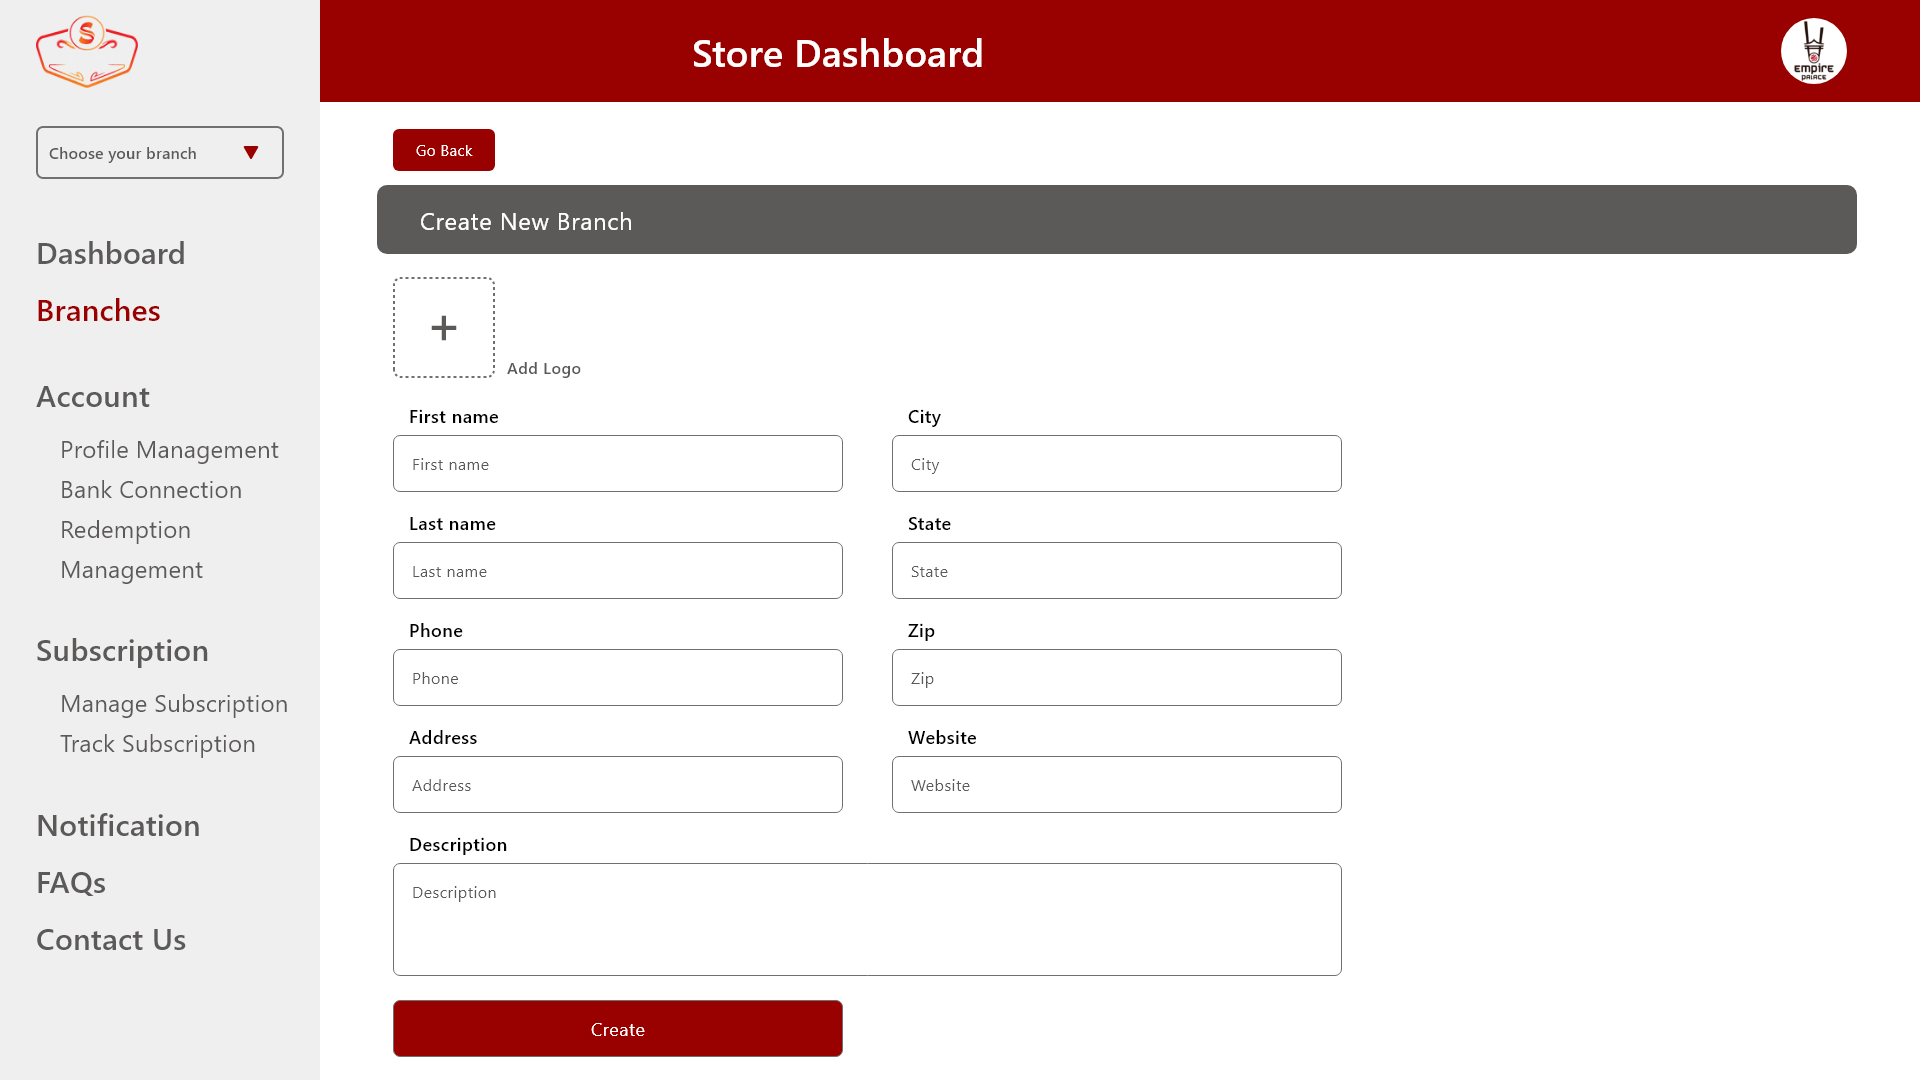 S
Choose your branch
Dashboard
Branches
Account
Profile Management
Bank Connection
Redemption
Management
Subscription
Manage Subscription
Track Subscription
Notification
FAQs
Contact Us
Store Dashboard
EMPIRE
PALACE
Go Back
Create New Branch
+
Add Logo
First name
First name
City
City
Last name
Last name
State
State
Phone
Phone
Zip
Zip
Address
Address
Website
Website
Description
Description
Create